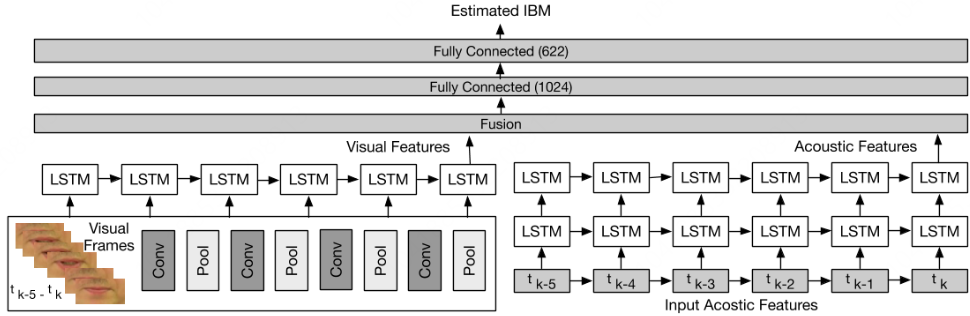 Estimated IBM
Fully Connected (622)
Fully Connected (1024)
Fusion
Visual Features
Acoustic Features
LSTM LSTM LSTM LSTM LSTM LSTM
LSTM LSTM LSTM LSTM LSTM LSTM
LSTM LSTM LSTM LSTM LSTM LSTM
Visual
Frames
t k-5 - t k
Conv Pool Conv Pool Conv Pool Conv Pool
t k-5 t k-4 t k-3 t k-2 t k-1 t k
Input Acostic Features